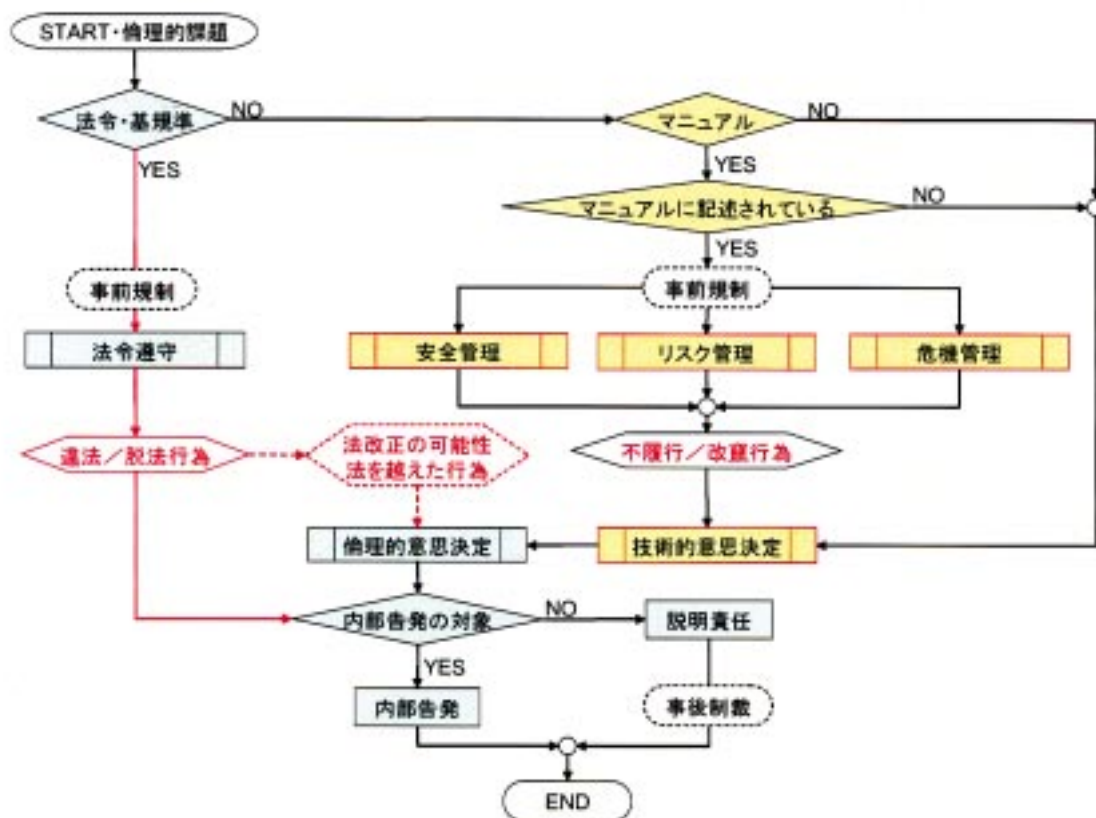 START・倫理的課題
法令・基規準
NO
マニュアル
NO
YES
YES
マニュアルに記述されている
NO
YES
事前規制
事前規制
法令遵守
安全管理
リスク管理
危機管理
違法／脱法行為
法改正の可能性
法を越えた行為
不履行／改竄行為
倫理的意思決定
技術的意思決定
内部告発の対象
NO
説明責任
YES
内部告発
事後制裁
END